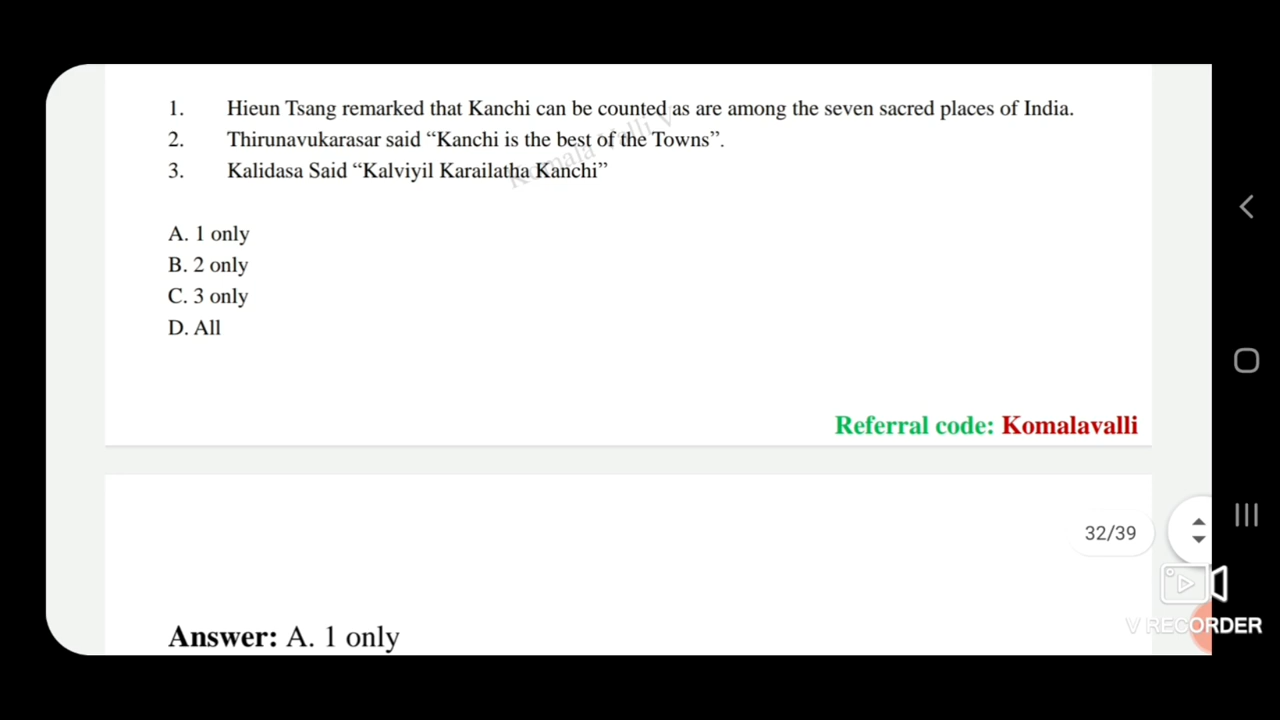 1. Hieun Tsang remarked that Kanchi can be counted as are among the seven sacred places of India.
2. Thirunavukarasar said “Kanchi is the best of the Towns”.
3. Kalidasa Said “Kalviyil Karailatha Kanchi”
Komala Valli V
A. 1 only
B. 2 only
C. 3 only
D. All
Referral code: Komalavalli
32/39
V RECORDER
Answer: A. 1 only